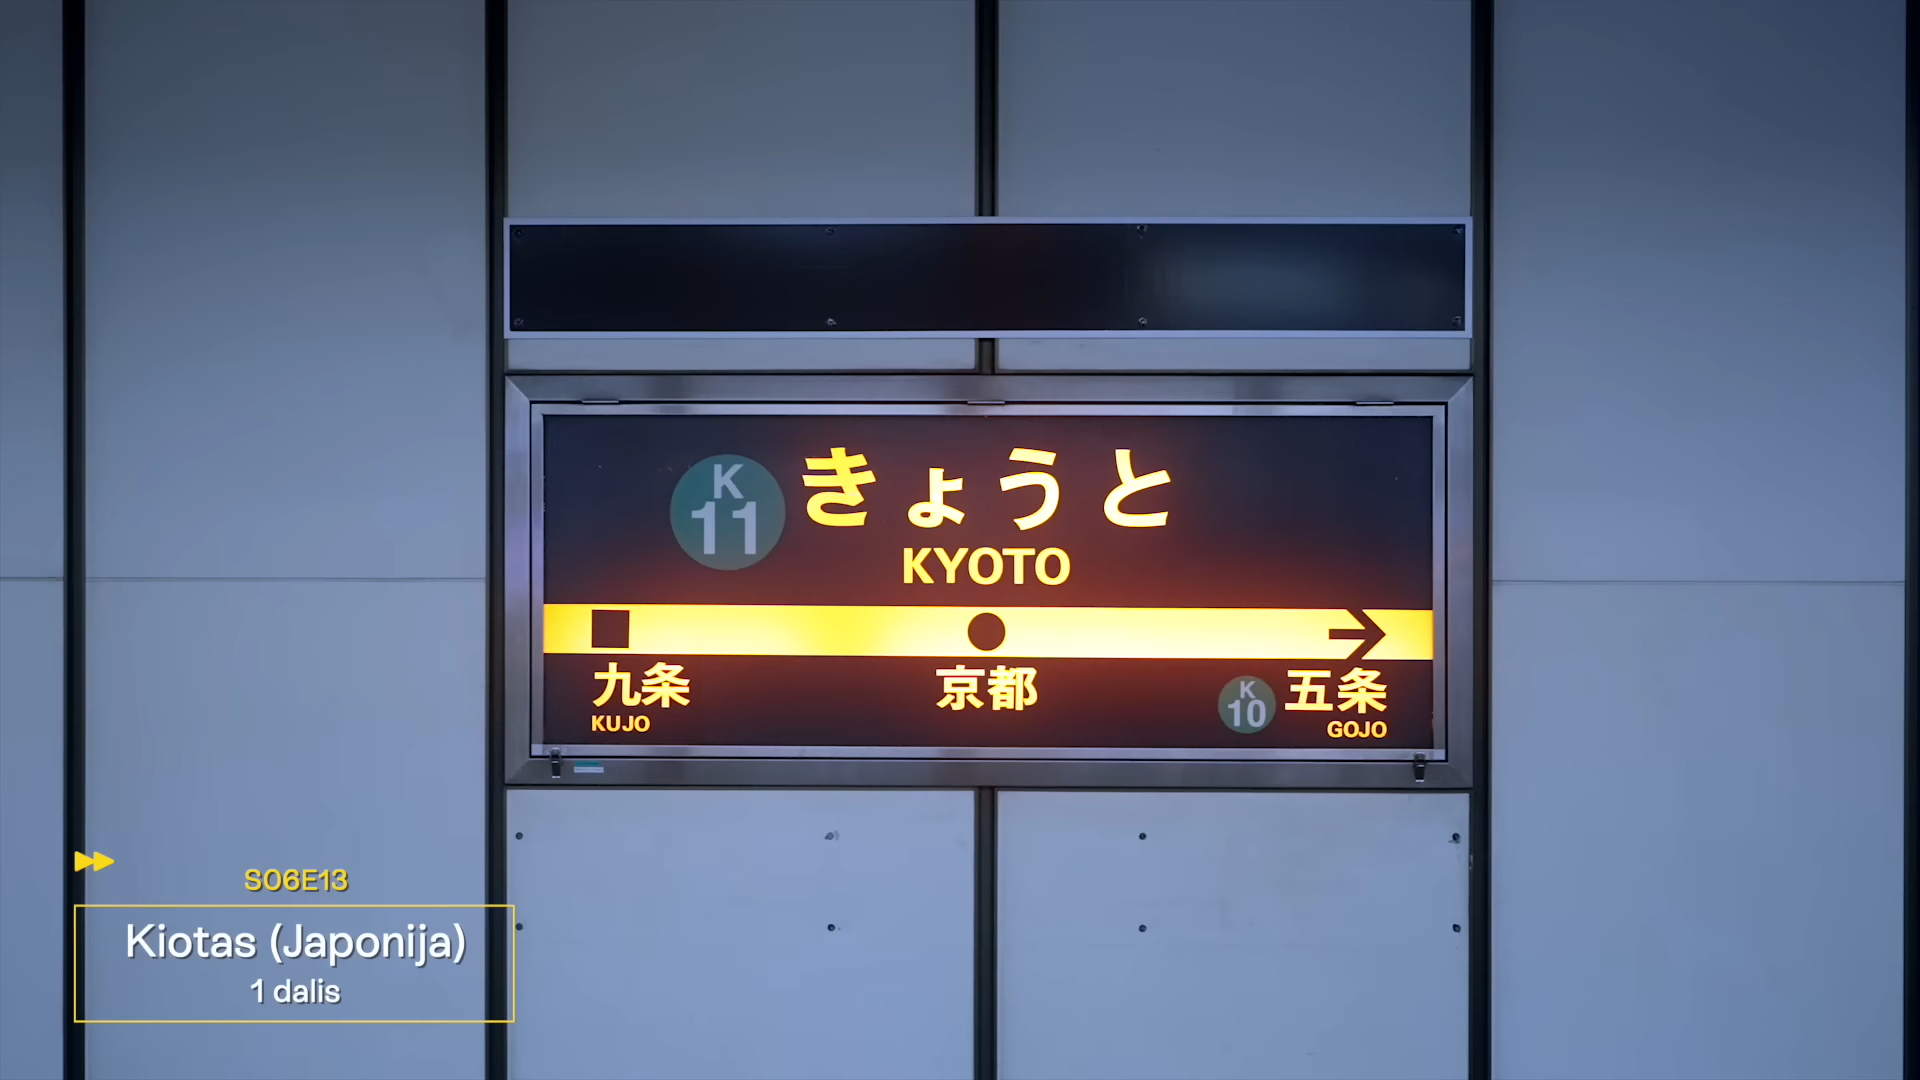 K
11
きょうと
KYOTO
九条
KUJO
京都
K
10
五条
GOJO
S06E13
Kiotas (Japonija)
1 dalis